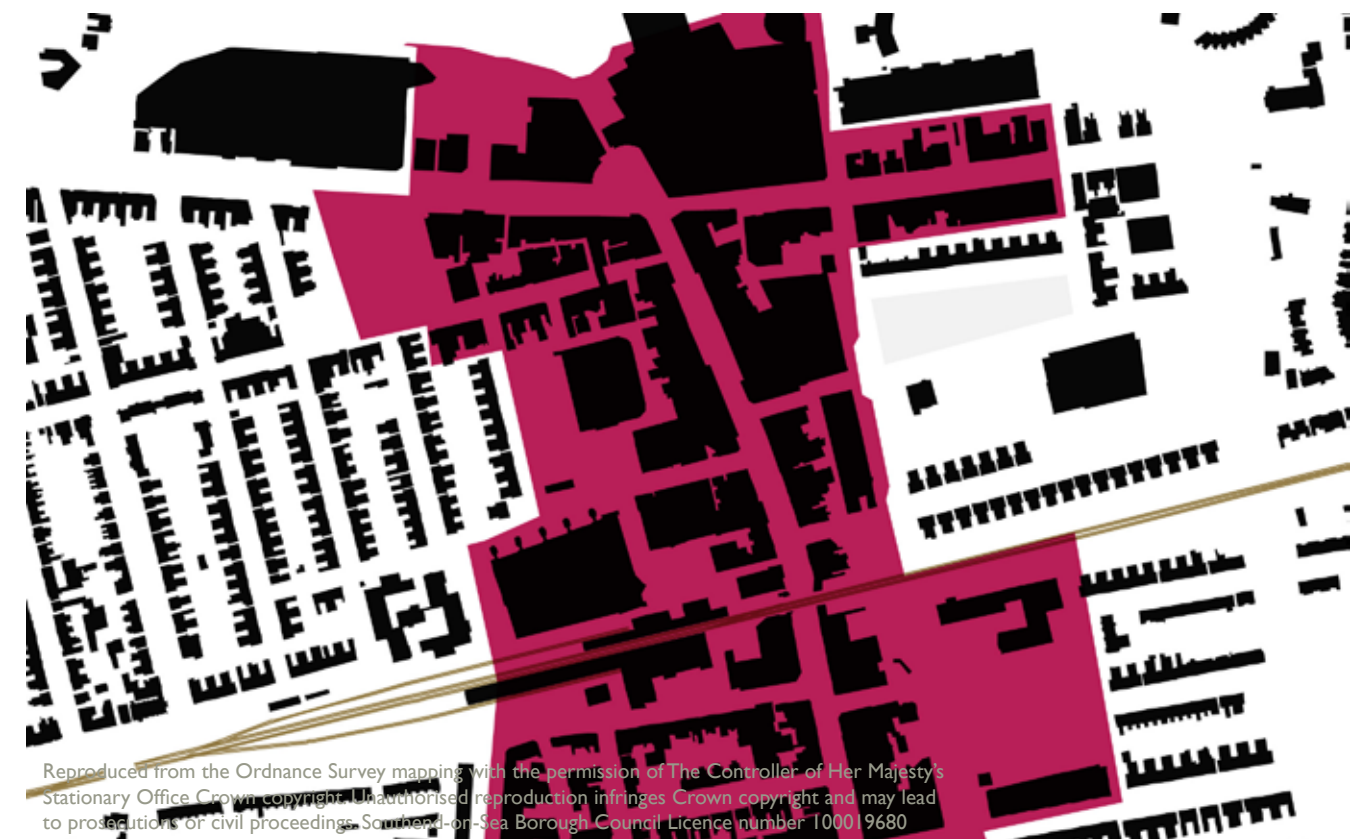 Reproduced from the Ordnance Survey mapping with the permission of The Controller of Her Majesty's
Stationary Office Crown copyright. Unauthorised reproduction infringes Crown copyright and may lead
to prosecutions or civil proceedings. Southend-on-Sea Borough Council Licence number 100019680